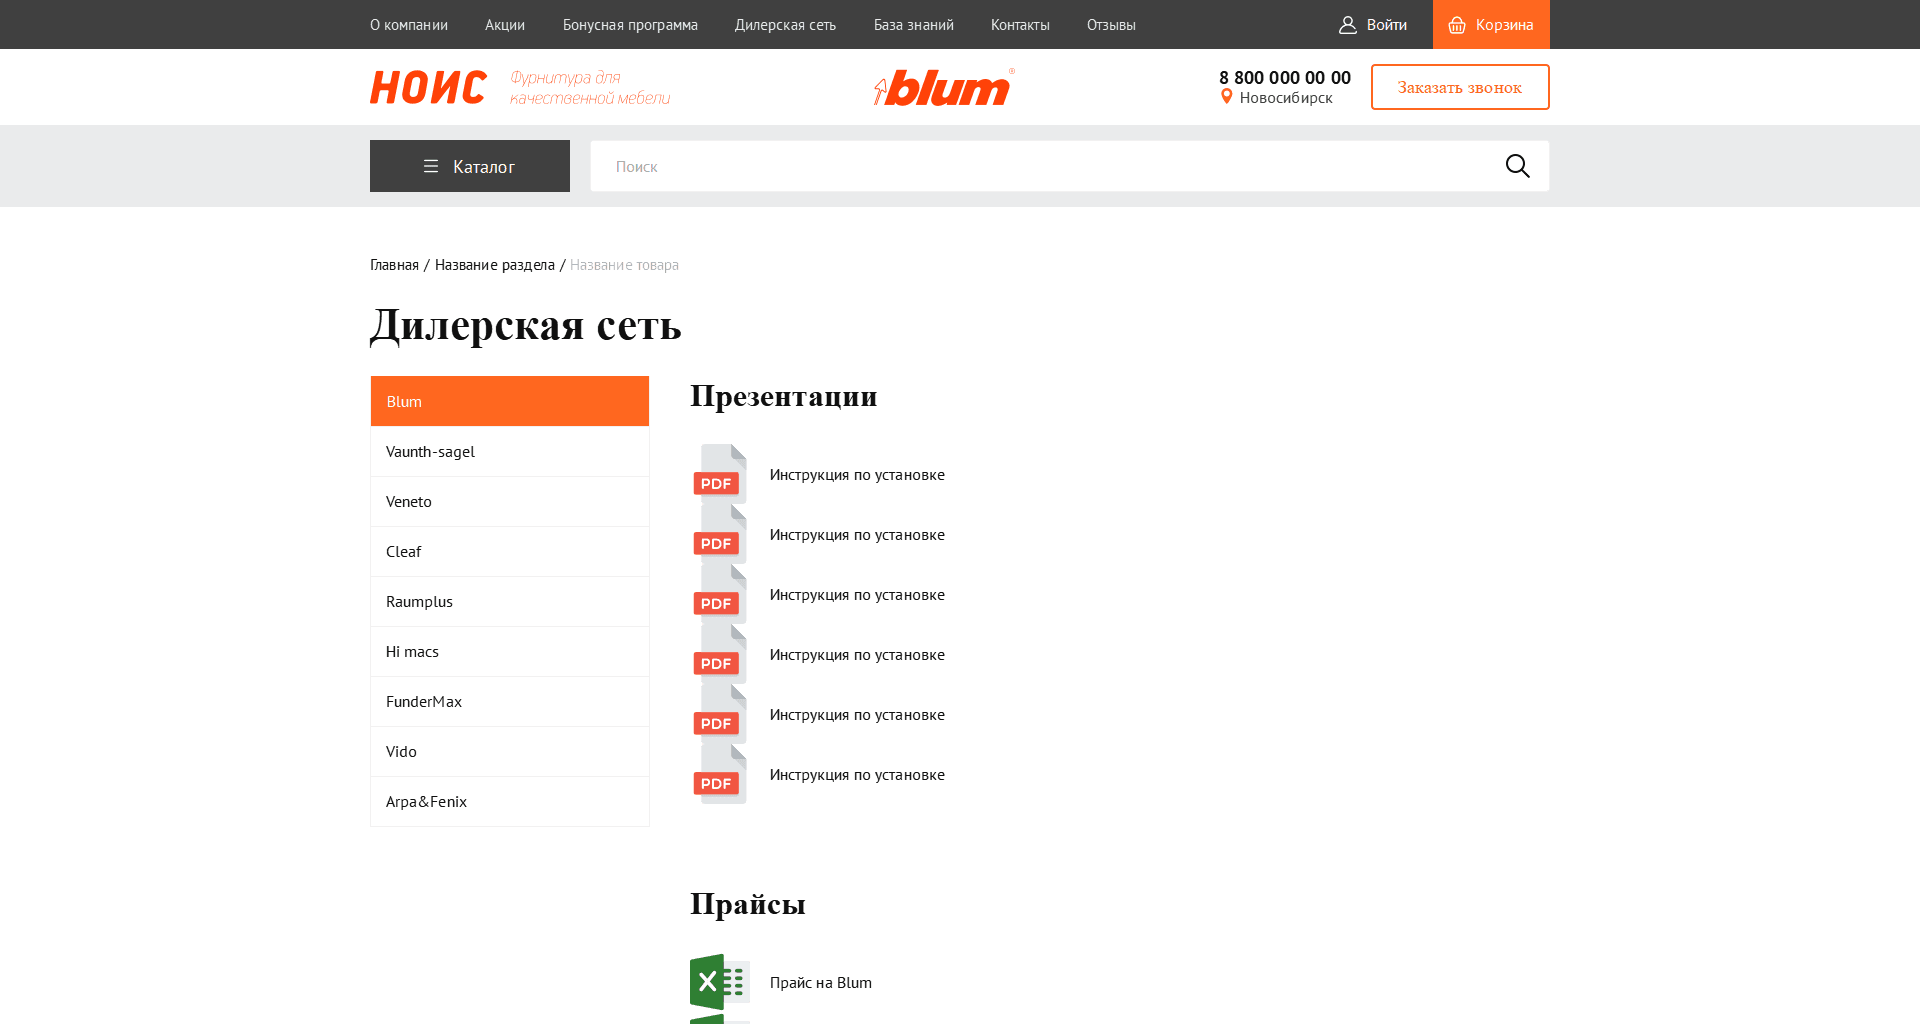 О компании Акции Бонусная программа Дилерская сеть База знаний Контакты Отзывы Войти Корзина
НОИС Фурнитура для качественной мебели
blum®
8 800 000 00 00
Новосибирск
Заказать звонок
Каталог
Поиск
Главная / Название раздела / Название товара
Дилерская сеть
Blum
Vaunth-sagel
Veneto
Cleaf
Raumplus
Hi macs
FunderMax
Vido
Arpa&Fenix
Презентации
PDF Инструкция по установке
PDF Инструкция по установке
PDF Инструкция по установке
PDF Инструкция по установке
PDF Инструкция по установке
PDF Инструкция по установке
Прайсы
X Прайс на Blum